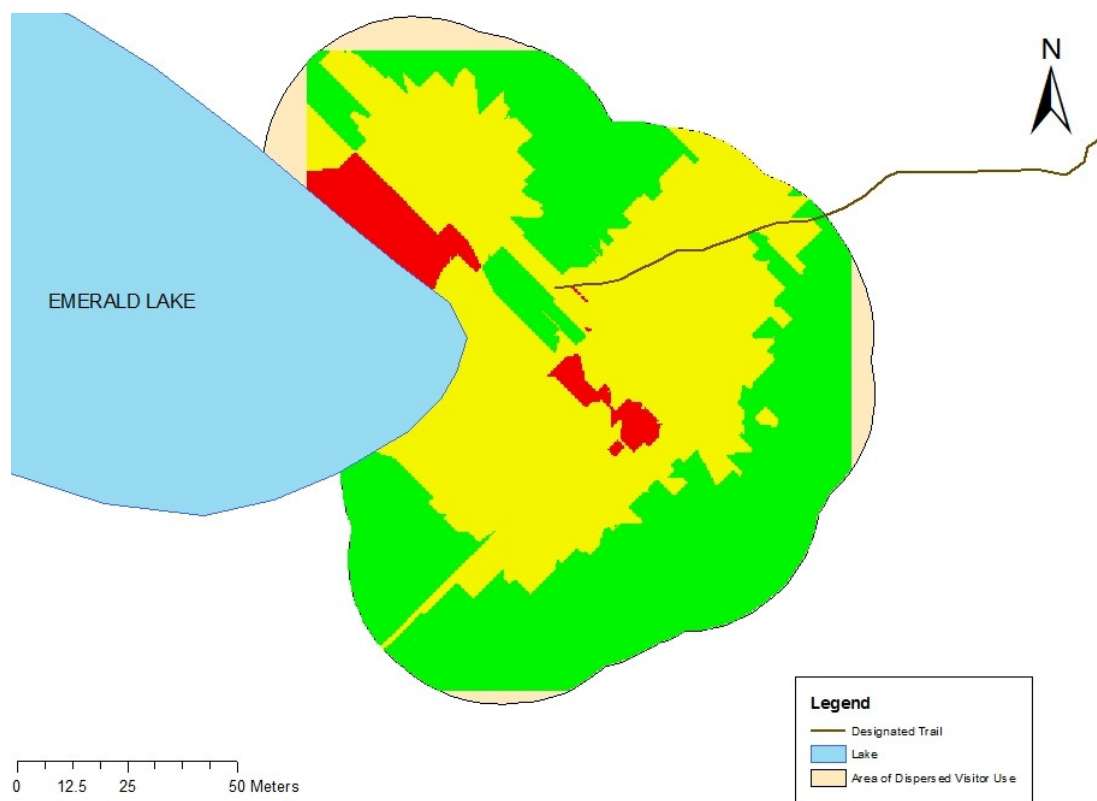 N
EMERALD LAKE
Legend
Designated Trail
Lake
Area of Dispersed Visitor Use
0 12.5 25 50 Meters